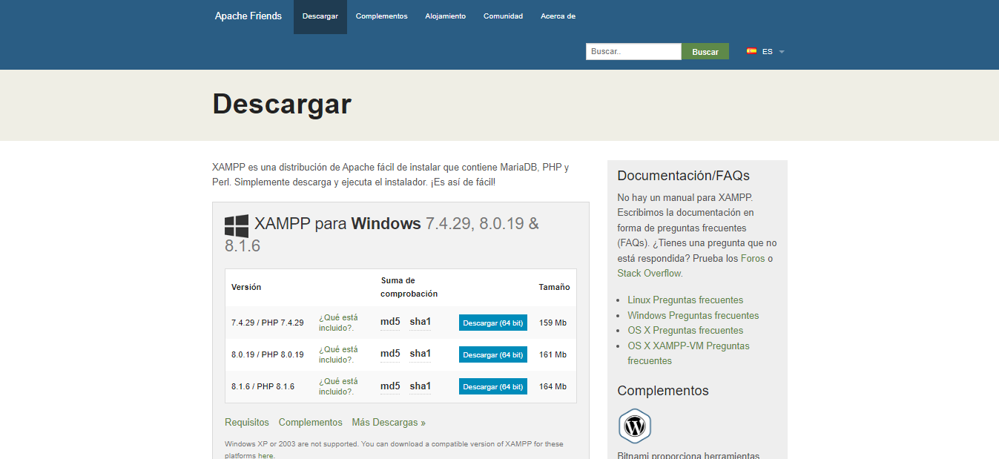 Apache Friends
Descargar
Complementos
Alojamiento
Comunidad
Acerca de
Buscar..
Buscar
ES
Descargar
XAMPP es una distribución de Apache fácil de instalar que contiene MariaDB, PHP y
Perl. Simplemente descarga y ejecuta el instalador. ¡Es así de fácil!
XAMPP para Windows 7.4.29, 8.0.19 &
8.1.6
Versión
Suma de
comprobación
Tamaño
7.4.29 / PHP 7.4.29
¿Qué está
incluido?.
md5 sha1
Descargar (64 bit)
159 Mb
8.0.19 / PHP 8.0.19
¿Qué está
incluido?.
md5 sha1
Descargar (64 bit)
161 Mb
8.1.6 / PHP 8.1.6
¿Qué está
incluido?.
md5 sha1
Descargar (64 bit)
164 Mb
Requisitos
Complementos
Más Descargas »
Windows XP or 2003 are not supported. You can download a compatible version of XAMPP for these
platforms here.
Documentación/FAQs
No hay un manual para XAMPP.
Escribimos la documentación en
forma de preguntas frecuentes
(FAQs). ¿Tienes una pregunta que no
está respondida? Prueba los Foros o
Stack Overflow.
• Linux Preguntas frecuentes
• Windows Preguntas frecuentes
• OS X Preguntas frecuentes
• OS X XAMPP-VM Preguntas
frecuentes
Complementos
Bitnami proporciona herramientas